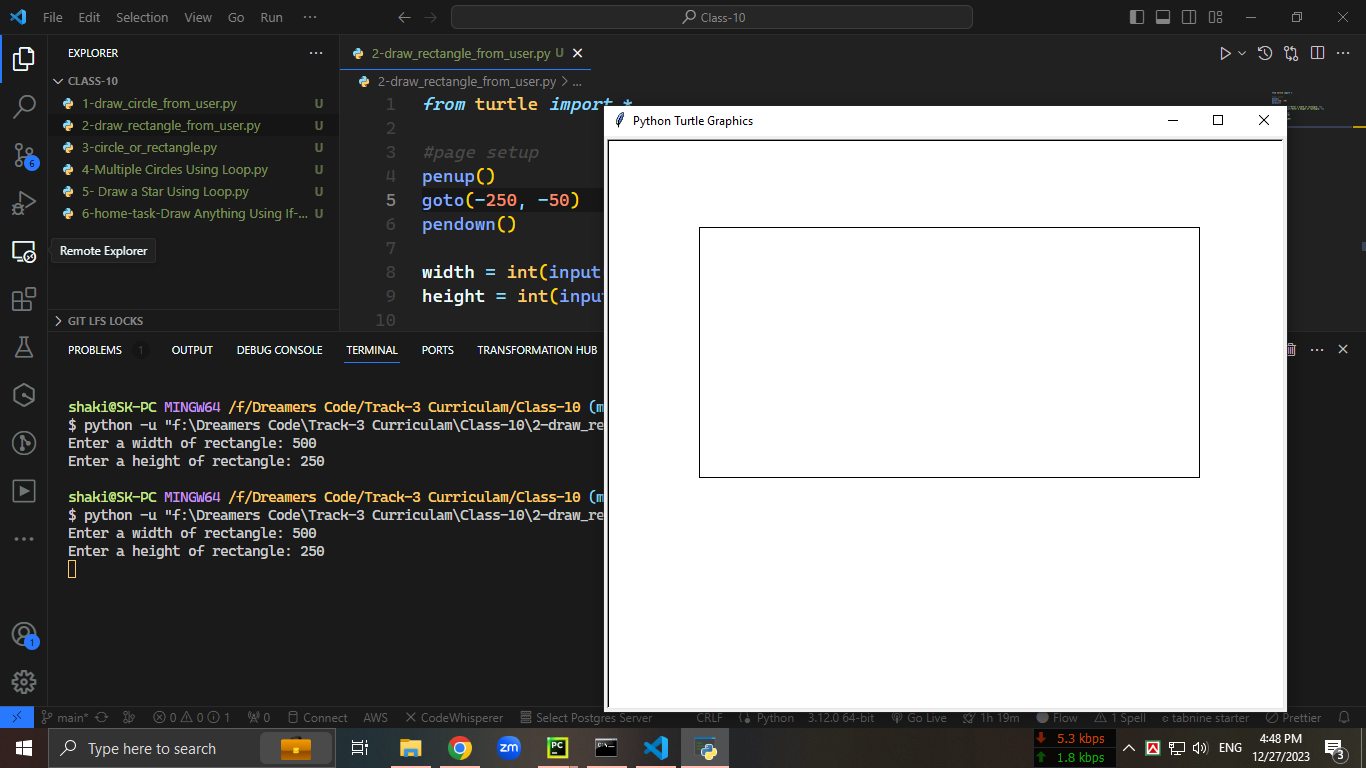 File Edit Selection View Go Run ··· Class-10
EXPLORER ···
CLASS-10
1-draw_circle_from_user.py U
2-draw_rectangle_from_user.py U
3-circle_or_rectangle.py U
4-Multiple Circles Using Loop.py U
5- Draw a Star Using Loop.py U
6-home-task-Draw Anything Using If-... U
6
Remote Explorer
GIT LFS LOCKS
2-draw_rectangle_from_user.py U
2-draw_rectangle_from_user.py > ...
1 from turtle import *
2
3 #page setup
4 penup()
5 goto(-250, -50)
6 pendown()
7
8 width = int(input
9 height = int(input
10
Python Turtle Graphics
PROBLEMS 1 OUTPUT DEBUG CONSOLE TERMINAL PORTS TRANSFORMATION HUB
shaki@SK-PC MINGW64 /f/Dreamers Code/Track-3 Curriculam/Class-10 (m
$ python -u "f:\Dreamers Code\Track-3 Curriculam\Class-10\2-draw_re
Enter a width of rectangle: 500
Enter a height of rectangle: 250
shaki@SK-PC MINGW64 /f/Dreamers Code/Track-3 Curriculam/Class-10 (m
$ python -u "f:\Dreamers Code\Track-3 Curriculam\Class-10\2-draw_re
Enter a width of rectangle: 500
Enter a height of rectangle: 250
1
main* 0 0 1 0 Connect AWS CodeWhisperer Select Postgres Server CRLF Python 3.12.0 64-bit Go Live 1h 19m Flow 1 Spell tabnine starter Prettier
Type here to search
zm
PC
5.3 kbps
1.8 kbps
ENG
4:48 PM
12/27/2023
3